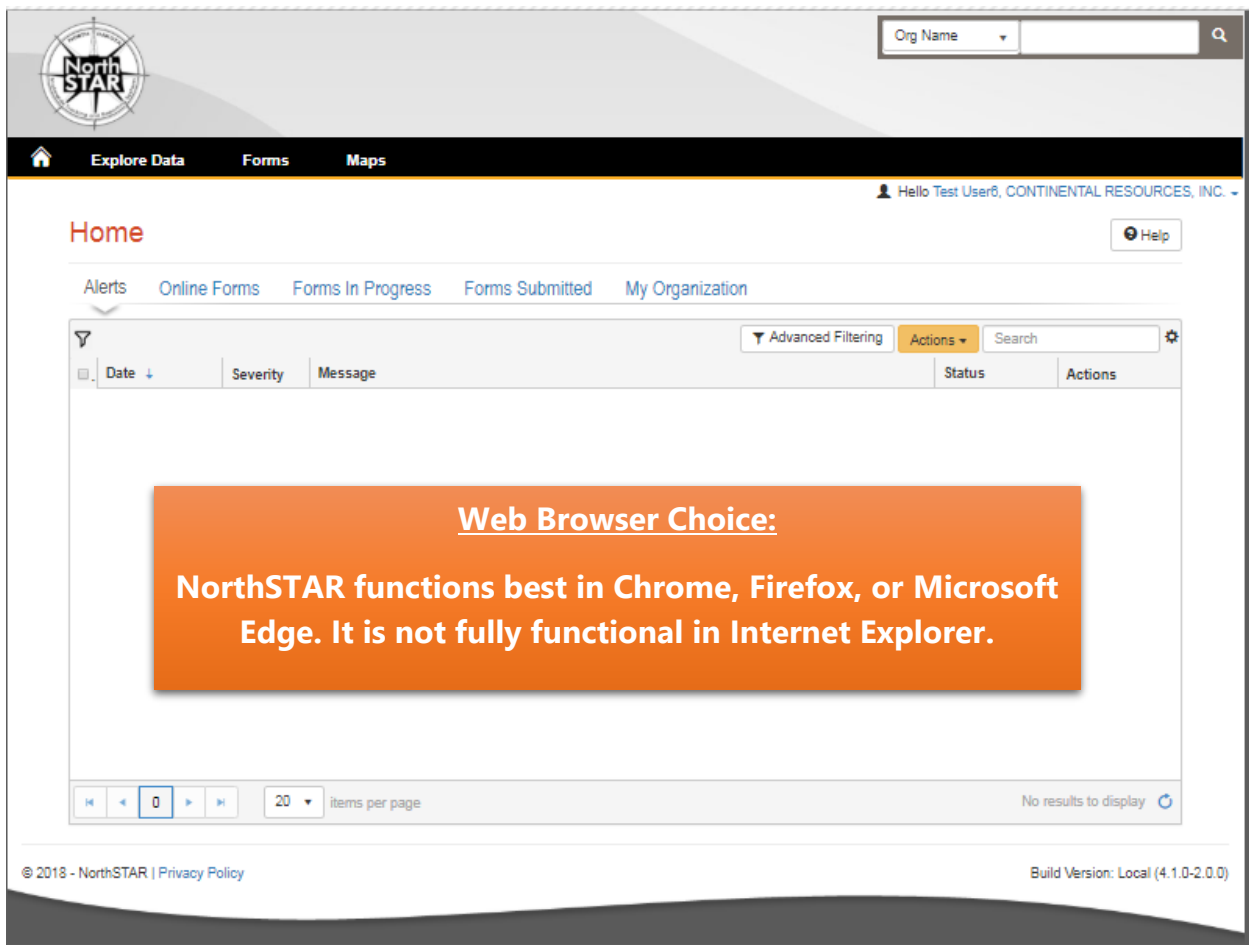 Org Name
North
STAR
Explore Data Forms Maps
Hello Test User6, CONTINENTAL RESOURCES, INC.
Home
Help
Alerts Online Forms Forms In Progress Forms Submitted My Organization
Advanced Filtering Actions Search
Date Severity Message Status Actions
Web Browser Choice:
NorthSTAR functions best in Chrome, Firefox, or Microsoft
Edge. It is not fully functional in Internet Explorer.
0 20 items per page No results to display
© 2018 - NorthSTAR | Privacy Policy Build Version: Local (4.1.0-2.0.0)